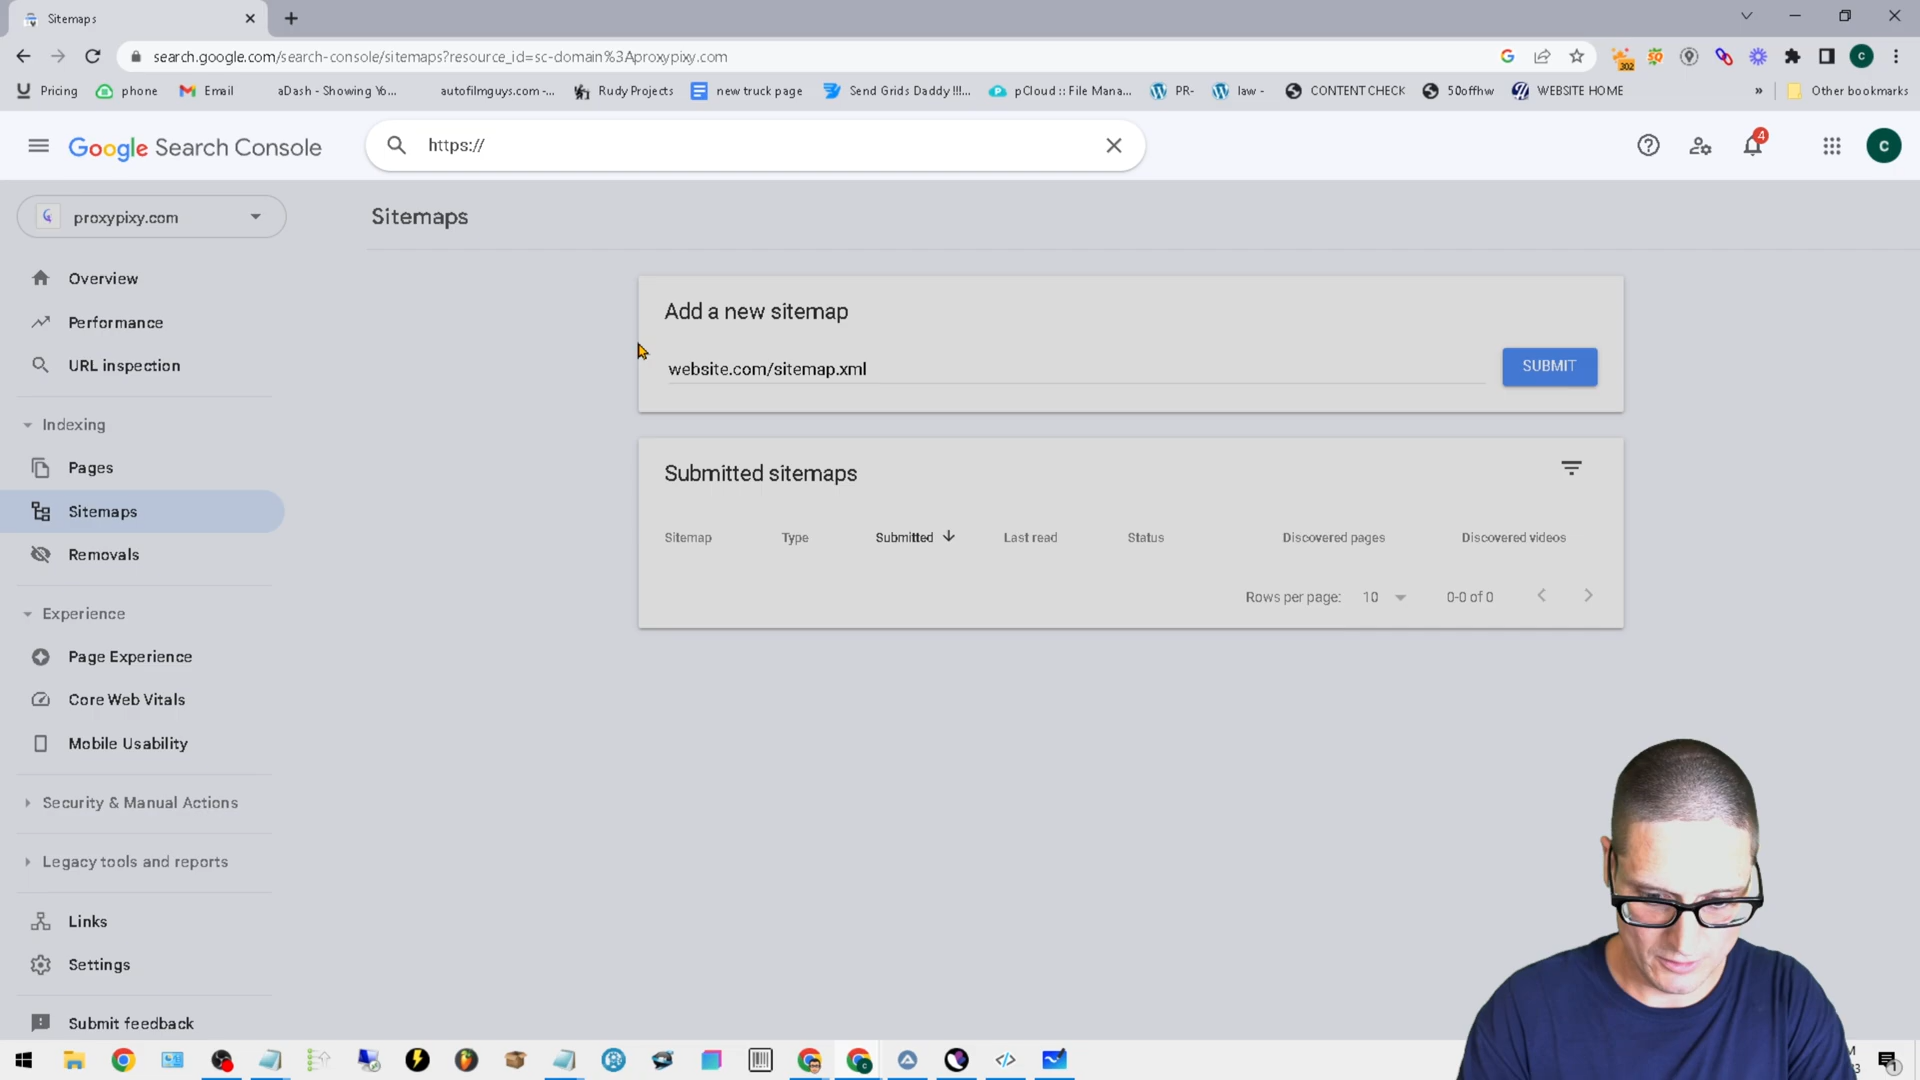 Sitemaps
search.google.com/search-console/sitemaps?resource_id=sc-domain%3Aproxypixy.com
302
c
Pricing
phone
Email
aDash - Showing Yo...
autofilmguys.com -...
Rudy Projects
new truck page
Send Grids Daddy !!!...
pCloud :: File Mana...
PR-
law -
CONTENT CHECK
50offhw
WEBSITE HOME
»
Other bookmarks
Google Search Console
https://
4
c
proxypixy.com
Sitemaps
Overview
Performance
URL inspection
Indexing
Pages
Sitemaps
Removals
Experience
Page Experience
Core Web Vitals
Mobile Usability
Security & Manual Actions
Legacy tools and reports
Links
Settings
Submit feedback
Add a new sitemap
website.com/sitemap.xml
SUBMIT
Submitted sitemaps
Sitemap Type Submitted Last read Status Discovered pages Discovered videos
Rows per page: 10 0-0 of 0
1